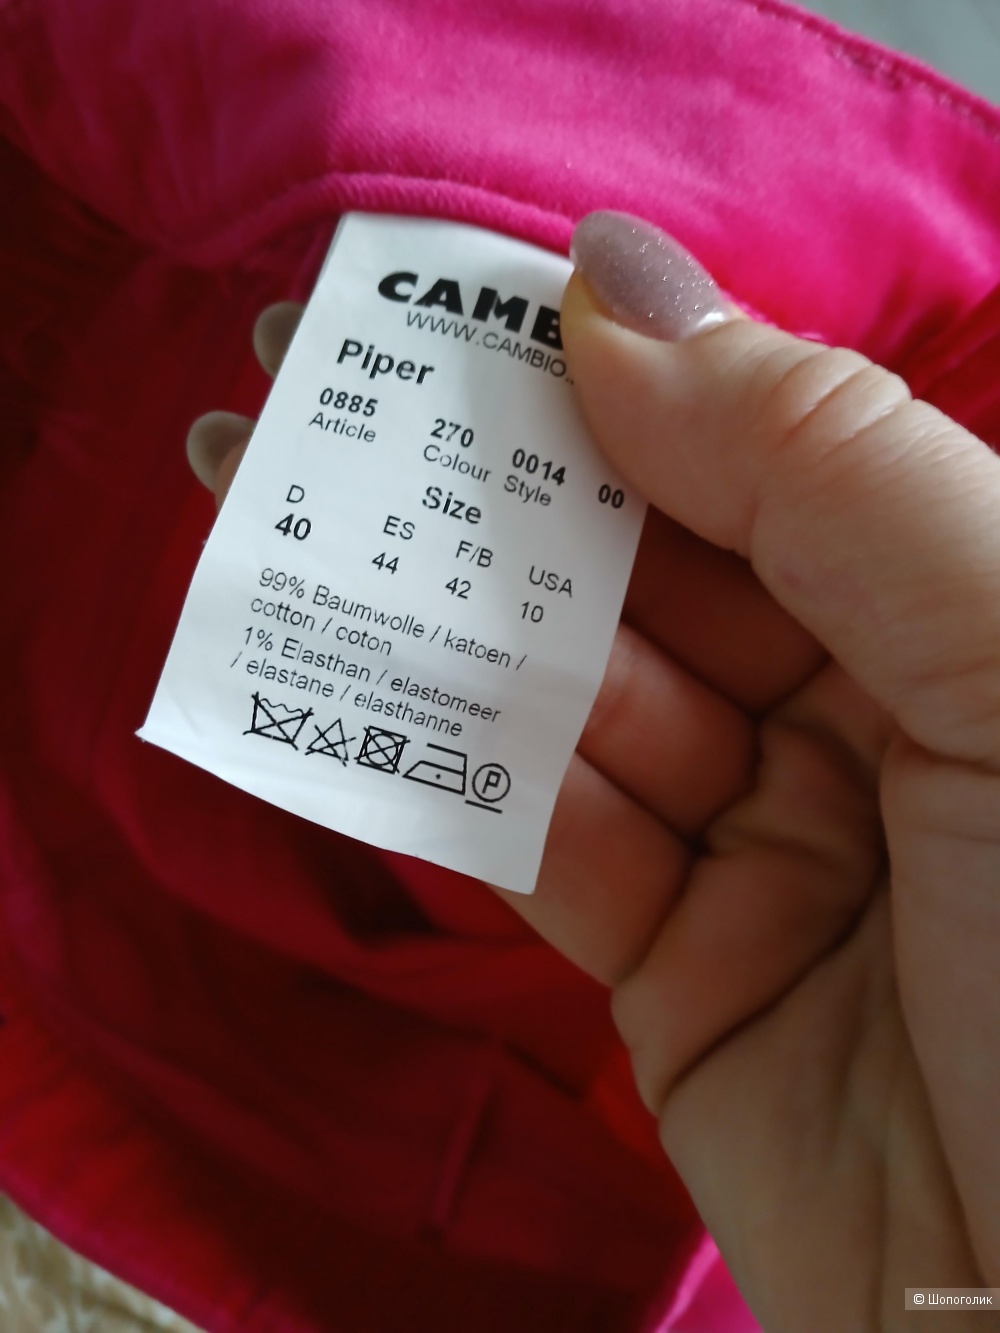 CAMB
WWW.CAMBIO.
Piper
0885 270 0014 00
Article Colour Style
Size
D ES F/B USA
40 44 42 10
99% Baumwolle / katoen /
cotton / coton
1% Elasthan / elastomeer
/ elastane / elasthanne
P
© Шопоголик